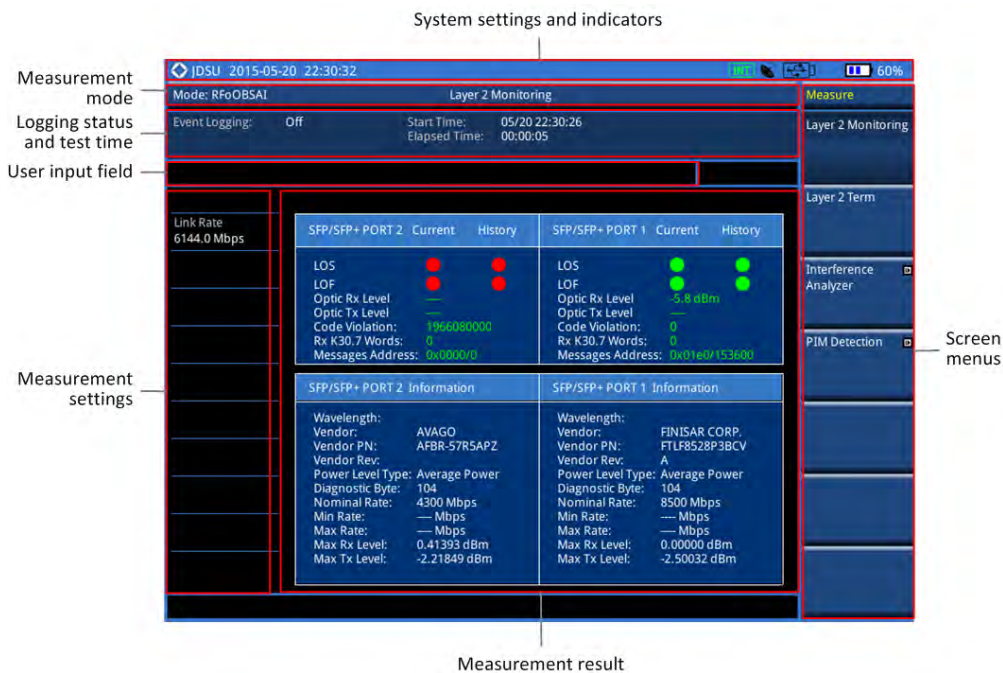 System settings and indicators
JDSU 2015-05-20 22:30:32
INT
60%
Measurement
mode
Mode: RFoOBSAI
Layer 2 Monitoring
Measure
Logging status
and test time
Event Logging: Off
Start Time: 05/20 22:30:26
Elapsed Time: 00:00:05
User input field
Layer 2 Monitoring
Layer 2 Term
Interference
Analyzer
PIM Detection
Screen
menus
Measurement
settings
Link Rate
6144.0 Mbps
SFP/SFP+ PORT 2 Current History
LOS
LOF
Optic Rx Level ----
Optic Tx Level ----
Code Violation: 1966080000
Rx K30.7 Words: 0
Messages Address: 0x0000/0
SFP/SFP+ PORT 1 Current History
LOS
LOF
Optic Rx Level -5.8 dBm
Optic Tx Level ----
Code Violation: 0
Rx K30.7 Words: 0
Messages Address: 0x01e0/153600
SFP/SFP+ PORT 2 Information
Wavelength:
Vendor: AVAGO
Vendor PN: AFBR-57R5APZ
Vendor Rev:
Power Level Type: Average Power
Diagnostic Byte: 104
Nominal Rate: 4300 Mbps
Min Rate: ---- Mbps
Max Rate: ---- Mbps
Max Rx Level: 0.41393 dBm
Max Tx Level: -2.21849 dBm
SFP/SFP+ PORT 1 Information
Wavelength:
Vendor: FINISAR CORP.
Vendor PN: FTLF8528P3BCV
Vendor Rev: A
Power Level Type: Average Power
Diagnostic Byte: 104
Nominal Rate: 8500 Mbps
Min Rate: ---- Mbps
Max Rate: ---- Mbps
Max Rx Level: 0.00000 dBm
Max Tx Level: -2.50032 dBm
Measurement result